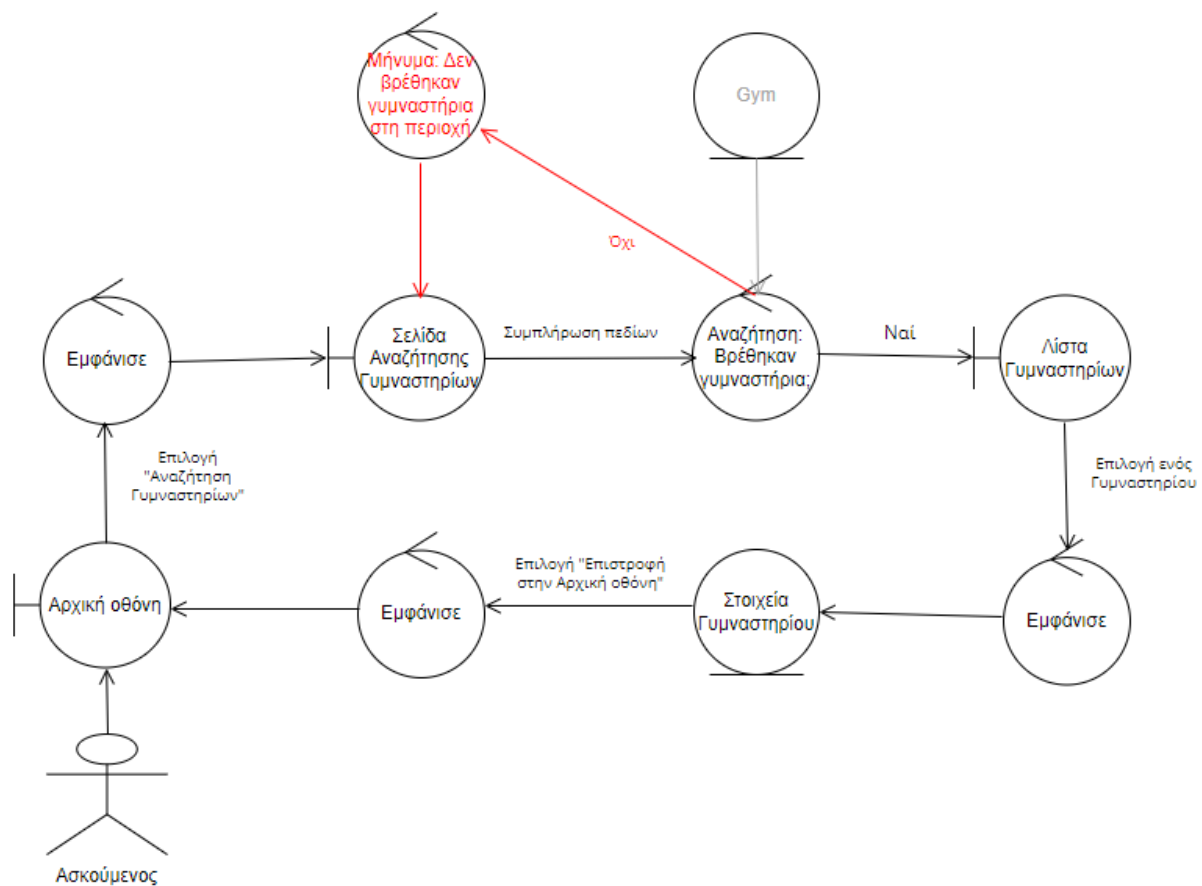 Μήνυμα: Δεν
βρέθηκαν
γυμναστήρια
στη περιοχή
Gym
Όχι
Εμφάνισε
Σελίδα
Αναζήτησης
Γυμναστηρίων
Συμπλήρωση πεδίων
Αναζήτηση:
Βρέθηκαν
γυμναστήρια;
Ναί
Λίστα
Γυμναστηρίων
Επιλογή
"Αναζήτηση
Γυμναστηρίων"
Επιλογή ενός
Γυμναστηρίου
Αρχική οθόνη
Εμφάνισε
Επιλογή "Επιστροφή
στην Αρχική οθόνη"
Στοιχεία
Γυμναστηρίου
Εμφάνισε
Ασκούμενος